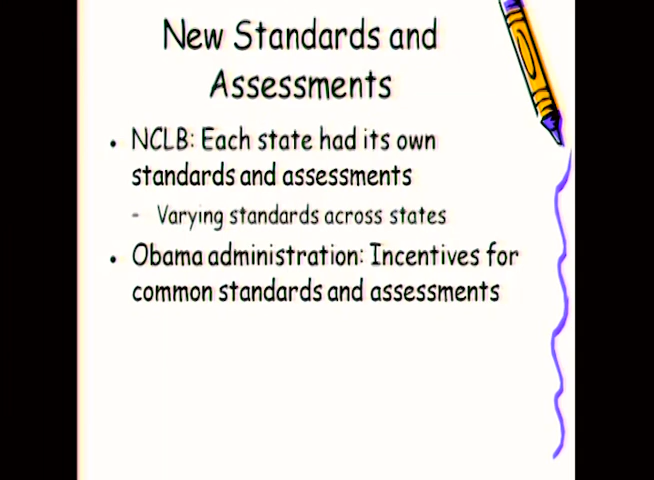 New Standards and
Assessments
• NCLB: Each state had its own
standards and assessments
- Varying standards across states
• Obama administration: Incentives for
common standards and assessments